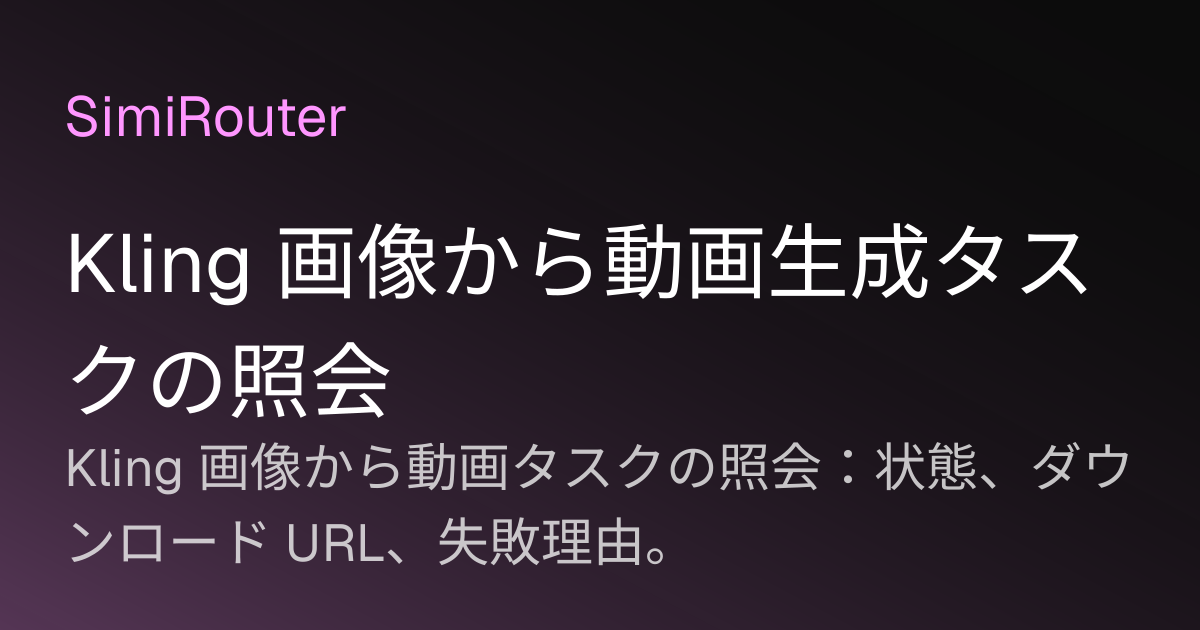 SimiRouter
Kling 画像から動画生成タス
クの照会
Kling 画像から動画タスクの照会：状態、ダウ
ンロード URL、失敗理由。